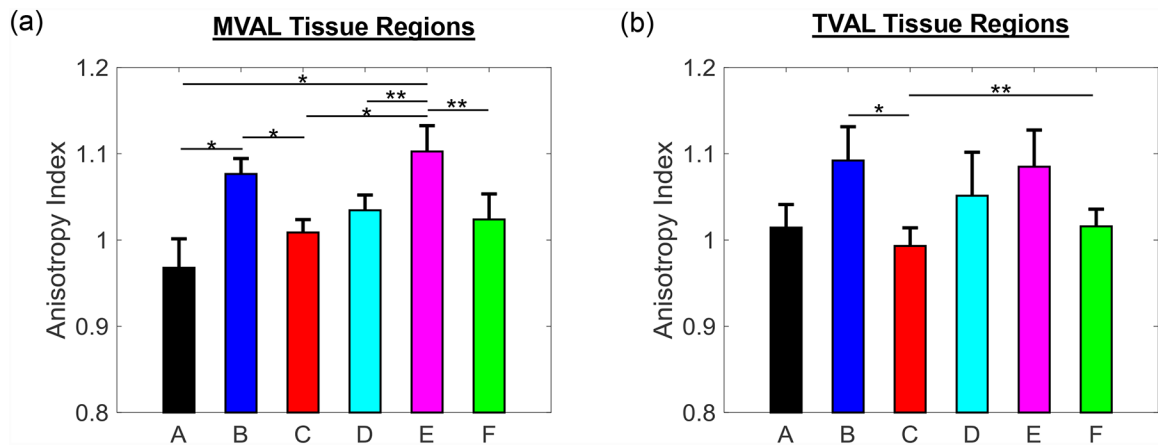 (a)
MVAL Tissue Regions
1.2
1.1
1
0.9
0.8
Anisotropy Index
*
**
*
**
*
*
A B C D E F
(b)
TVAL Tissue Regions
1.2
1.1
1
0.9
0.8
Anisotropy Index
**
*
A B C D E F